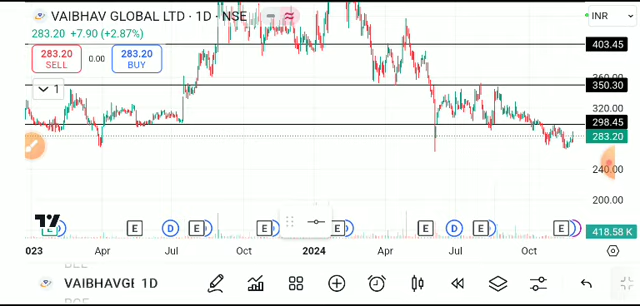 VAIBHAV GLOBAL LTD · 1D · NSE
INR
283.20 +7.90 (+2.87%)
283.20 SELL
0.00
283.20 BUY
403.45
1
360.00
350.30
320.00
298.45
283.20
240.00
200.00
E E D E E E E D E E
418.58 K
023 Apr Jul Oct 2024 Apr Jul Oct
VAIBHAVGE 1D